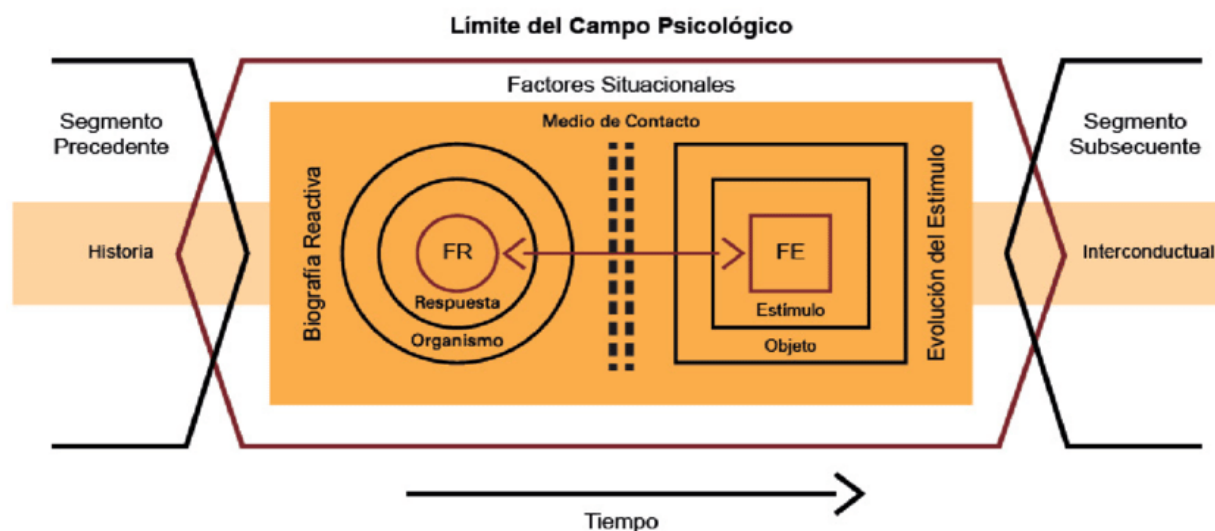 Límite del Campo Psicológico
Factores Situacionales
Segmento
Precedente
Medio de Contacto
Segmento
Subsecuente
Historia
Biografía Reactiva
FR
Respuesta
Organismo
FE
Estímulo
Objeto
Evolución del Estímulo
Interconductual
Tiempo